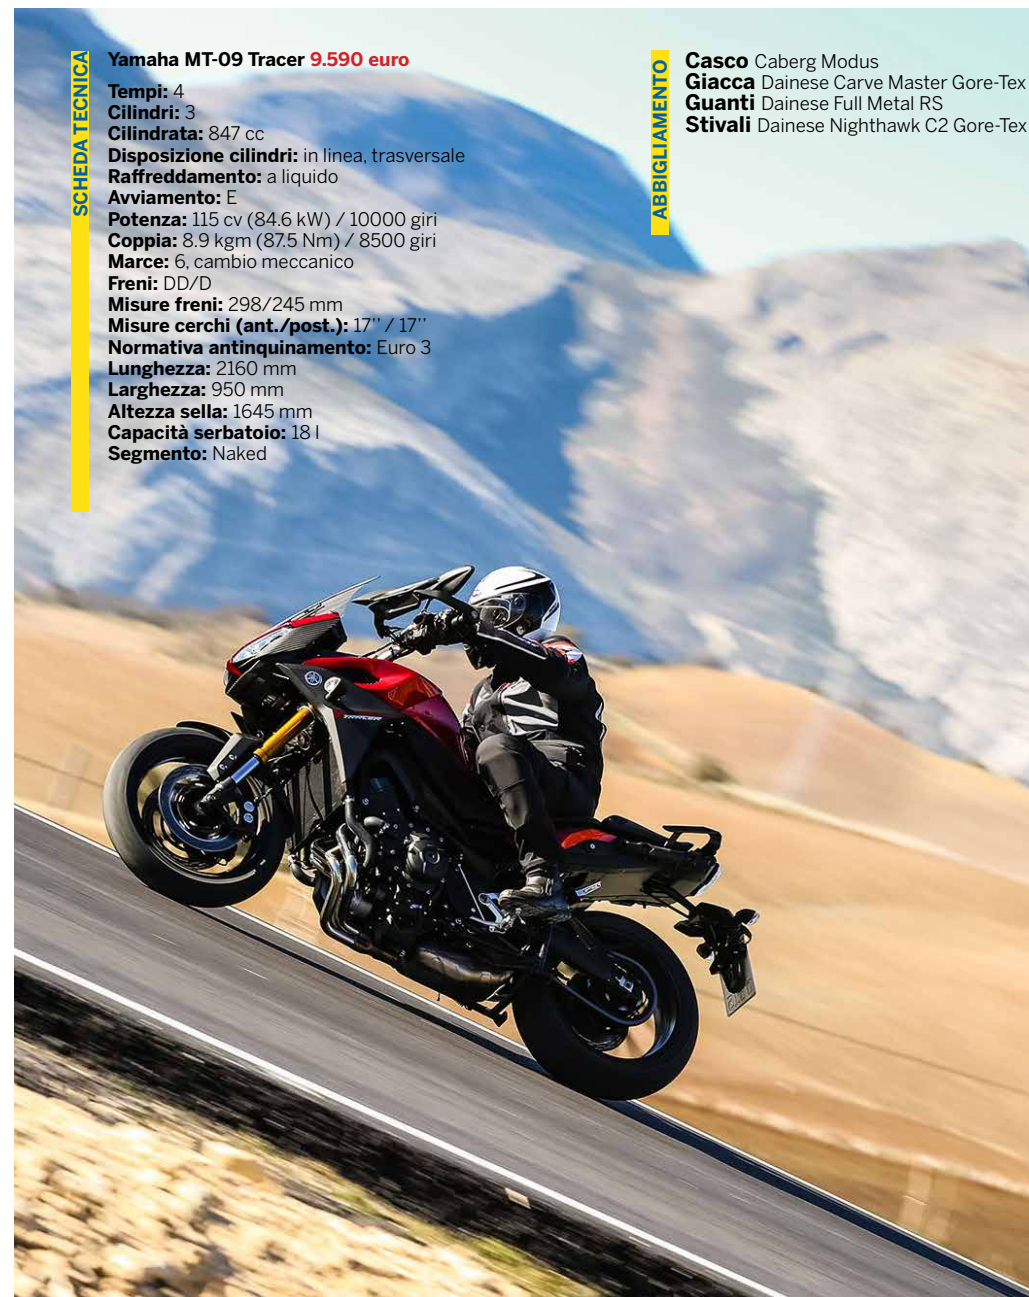 SCHEDA TECNICA
Yamaha MT-09 Tracer 9.590 euro
Tempi: 4
Cilindri: 3
Cilindrata: 847 cc
Disposizione cilindri: in linea, trasversale
Raffreddamento: a liquido
Avviamento: E
Potenza: 115 cv (84.6 kW) / 10000 giri
Coppia: 8.9 kgm (87.5 Nm) / 8500 giri
Marce: 6, cambio meccanico
Freni: DD/D
Misure freni: 298/245 mm
Misure cerchi (ant./post.): 17'' / 17''
Normativa antinquinamento: Euro 3
Lunghezza: 2160 mm
Larghezza: 950 mm
Altezza sella: 1645 mm
Capacità serbatoio: 18 l
Segmento: Naked
ABBIGLIAMENTO
Casco Caberg Modus
Giacca Dainese Carve Master Gore-Tex
Guanti Dainese Full Metal RS
Stivali Dainese Nighthawk C2 Gore-Tex
TRACER